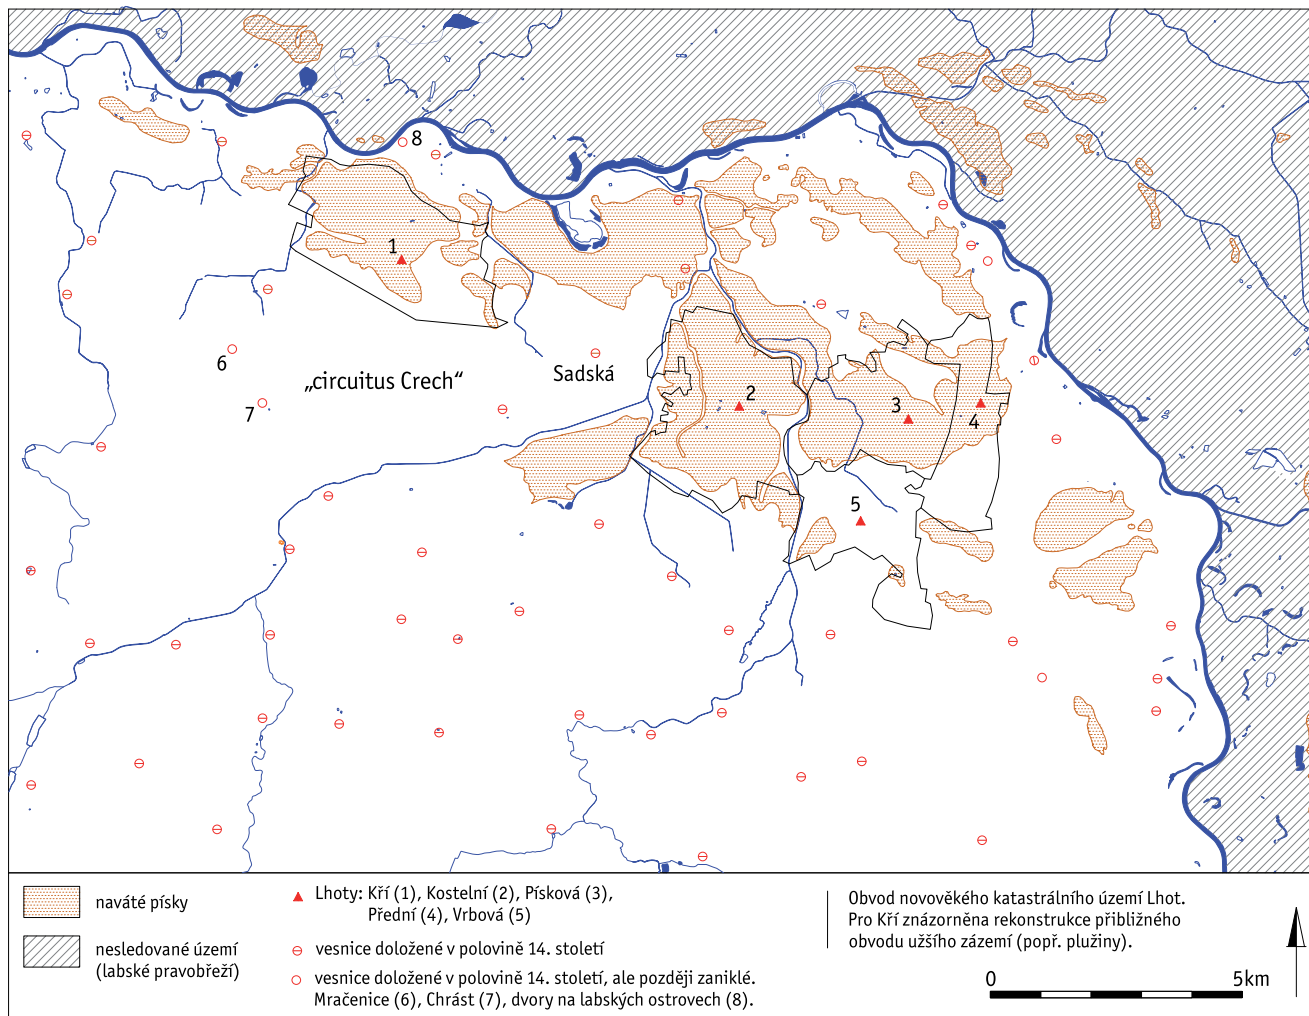 8
1
6
„circuitus Crech“
Sadská
7
2
3
4
5
naváté písky
nesledované území
(labské pravobřeží)
Lhoty: Kří (1), Kostelní (2), Písková (3),
Přední (4), Vrbová (5)
vesnice doložené v polovině 14. století
vesnice doložené v polovině 14. století, ale později zaniklé.
Mračenice (6), Chrást (7), dvory na labských ostrovech (8).
Obvod novověkého katastrálního území Lhot.
Pro Kří znázorněna rekonstrukce přibližného
obvodu užšího zázemí (popř. plužiny).
0 5km